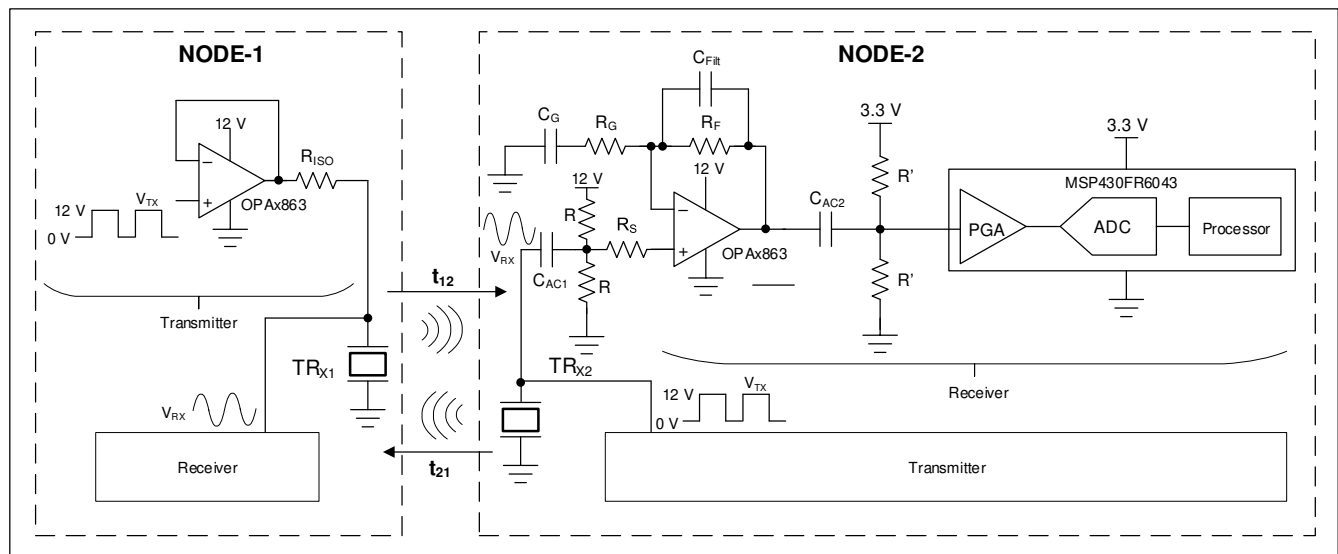 NODE-1
12 V
R_ISO
OPAx863
V_TX
12 V
0 V
−
+
Transmitter
TR_X1
V_RX
Receiver
t_12
t_21
NODE-2
C_Filt
C_G
R_G
R_F
12 V
12 V
R
R_S
−
+
OPAx863
V_RX
C_AC1
R
C_AC2
3.3 V
R'
R'
3.3 V
MSP430FR6043
PGA
ADC
Processor
Receiver
TR_X2
12 V
V_TX
0 V
Transmitter